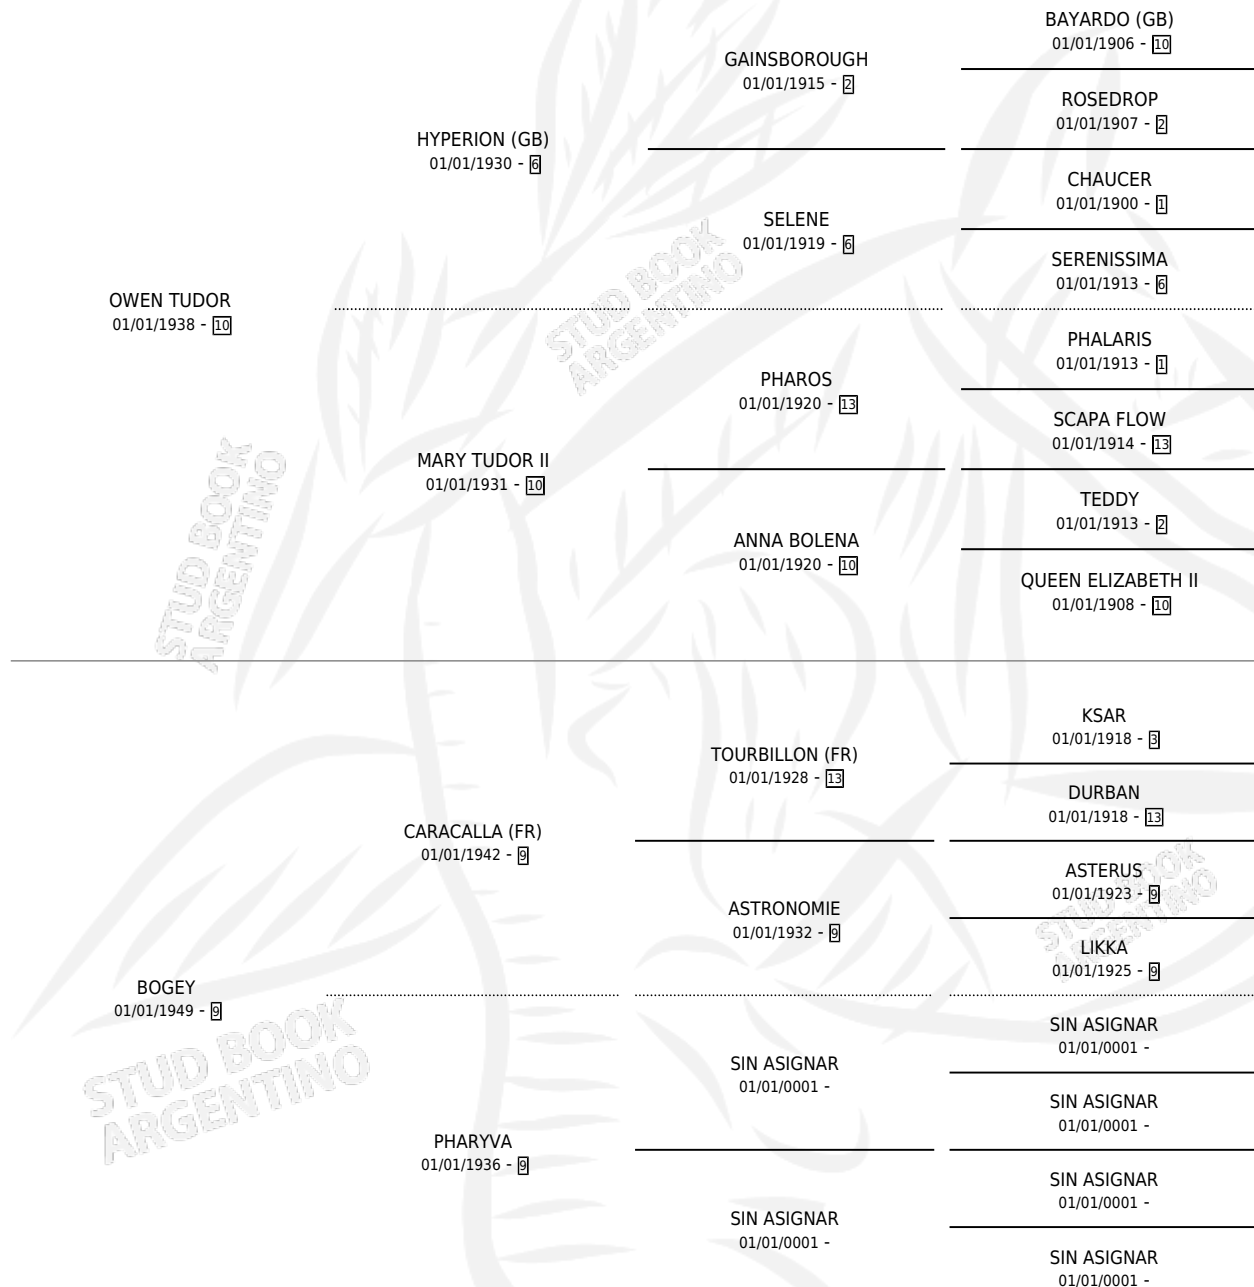 BAYARDO (GB)
01/01/1906 - 10
GAINSBOROUGH
01/01/1915 - 2
ROSEDROP
01/01/1907 - 2
HYPERION (GB)
01/01/1930 - 6
CHAUCER
01/01/1900 - 1
SELENE
01/01/1919 - 6
SERENISSIMA
01/01/1913 - 6
OWEN TUDOR
01/01/1938 - 10
PHALARIS
01/01/1913 - 1
PHAROS
01/01/1920 - 13
SCAPA FLOW
01/01/1914 - 13
MARY TUDOR II
01/01/1931 - 10
TEDDY
01/01/1913 - 2
ANNA BOLENA
01/01/1920 - 10
QUEEN ELIZABETH II
01/01/1908 - 10
KSAR
01/01/1918 - 3
TOURBILLON (FR)
01/01/1928 - 13
DURBAN
01/01/1918 - 13
CARACALLA (FR)
01/01/1942 - 9
ASTERUS
01/01/1923 - 9
ASTRONOMIE
01/01/1932 - 9
LIKKA
01/01/1925 - 9
BOGEY
01/01/1949 - 9
SIN ASIGNAR
01/01/0001 -
SIN ASIGNAR
01/01/0001 -
SIN ASIGNAR
01/01/0001 -
PHARYVA
01/01/1936 - 9
SIN ASIGNAR
01/01/0001 -
SIN ASIGNAR
01/01/0001 -
SIN ASIGNAR
01/01/0001 -
STUD BOOK
ARGENTINO
STUD BOOK
ARGENTINO
STUD BOOK
ARGENTINO
STUD BOOK
ARGENTINO